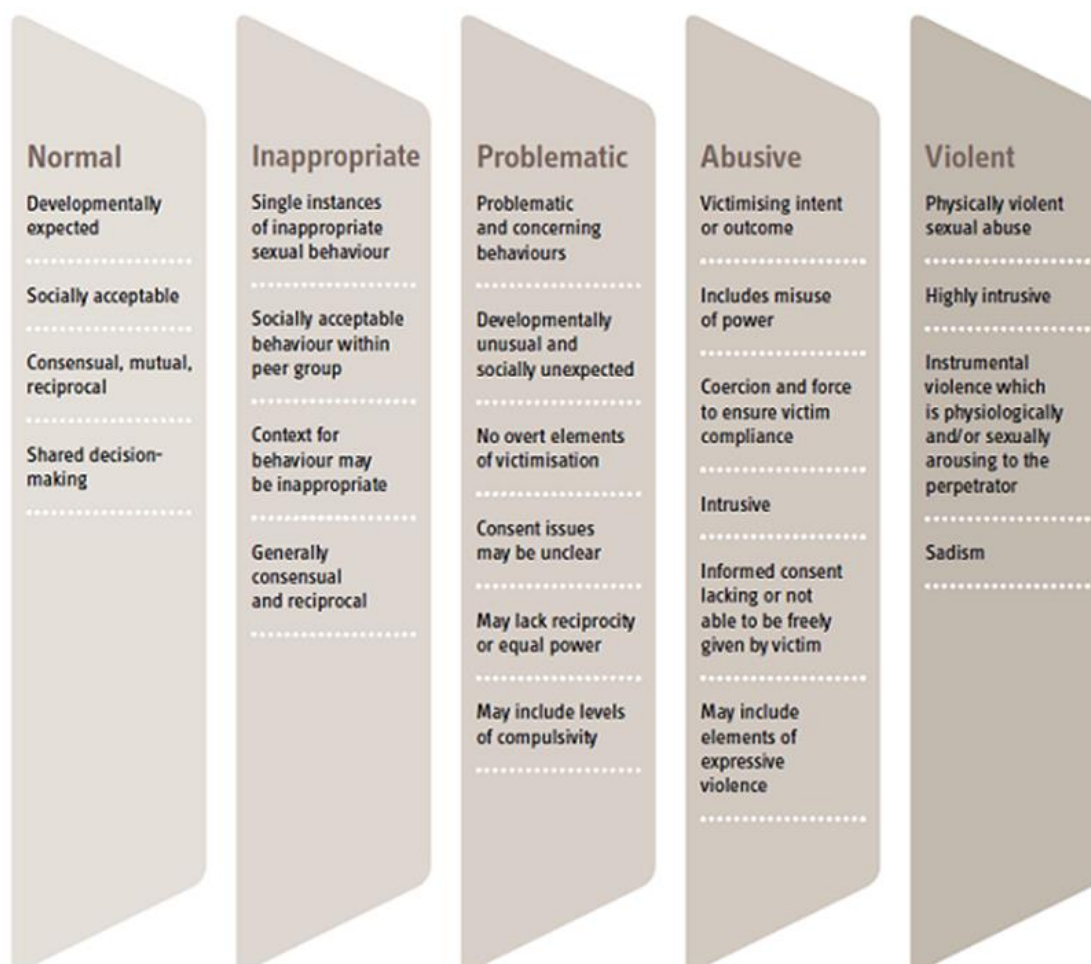 Normal
Developmentally
expected
Socially acceptable
Consensual, mutual,
reciprocal
Shared decision-
making
Inappropriate
Single instances
of inappropriate
sexual behaviour
Socially acceptable
behaviour within
peer group
Context for
behaviour may
be inappropriate
Generally
consensual
and reciprocal
Problematic
Problematic
and concerning
behaviours
Developmentally
unusual and
socially unexpected
No overt elements
of victimisation
Consent issues
may be unclear
May lack reciprocity
or equal power
May include levels
of compulsivity
Abusive
Victimising intent
or outcome
Includes misuse
of power
Coercion and force
to ensure victim
compliance
Intrusive
Informed consent
lacking or not
able to be freely
given by victim
May include
elements of
expressive
violence
Violent
Physically violent
sexual abuse
Highly intrusive
Instrumental
violence which
is physiologically
and/or sexually
arousing to the
perpetrator
Sadism